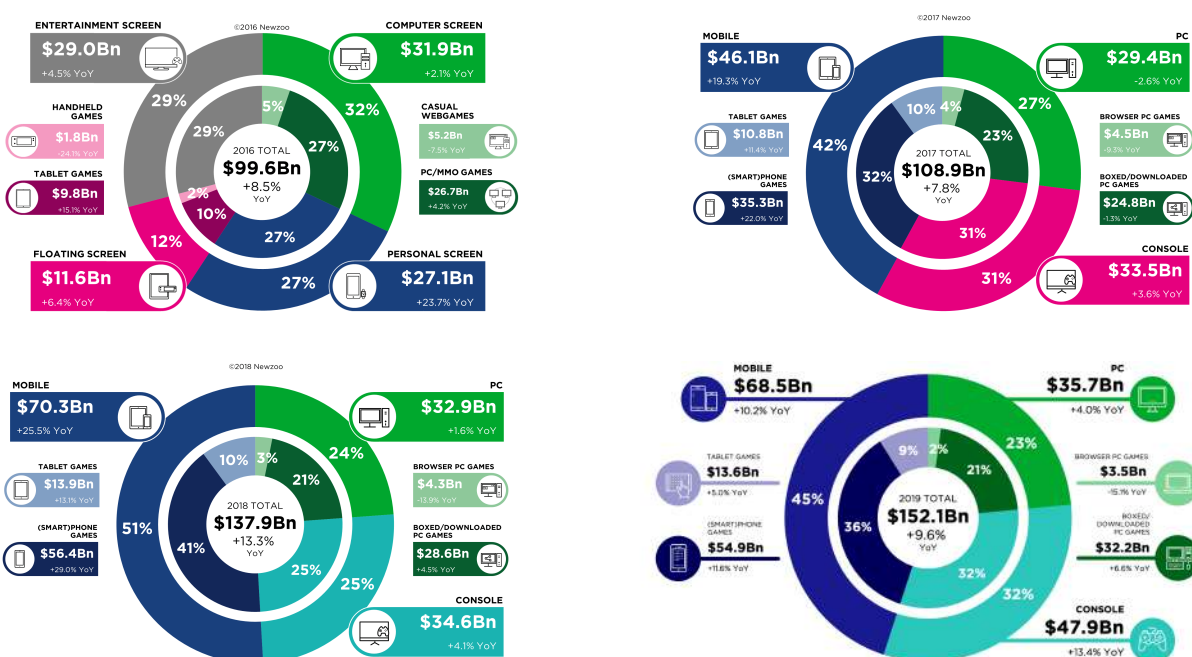 ©2016 Newzoo
ENTERTAINMENT SCREEN
$29.0Bn
+4.5% YoY
COMPUTER SCREEN
$31.9Bn
+2.1% YoY
HANDHELD
GAMES
$1.8Bn
-24.1% YoY
TABLET GAMES
$9.8Bn
+15.1% YoY
CASUAL
WEBGAMES
$5.2Bn
-7.5% YoY
PC/MMO GAMES
$26.7Bn
+4.2% YoY
FLOATING SCREEN
$11.6Bn
+6.4% YoY
PERSONAL SCREEN
$27.1Bn
+23.7% YoY
29%
32%
27%
12%
5%
27%
27%
10%
2%
29%
2016 TOTAL
$99.6Bn
+8.5%
YoY
©2017 Newzoo
MOBILE
$46.1Bn
+19.3% YoY
PC
$29.4Bn
-2.6% YoY
TABLET GAMES
$10.8Bn
+11.4% YoY
(SMART)PHONE
GAMES
$35.3Bn
+22.0% YoY
BROWSER PC GAMES
$4.5Bn
-9.3% YoY
BOXED/DOWNLOADED
PC GAMES
$24.8Bn
-1.3% YoY
CONSOLE
$33.5Bn
+3.6% YoY
42%
27%
31%
10%
4%
23%
31%
32%
2017 TOTAL
$108.9Bn
+7.8%
YoY
©2018 Newzoo
MOBILE
$70.3Bn
+25.5% YoY
PC
$32.9Bn
+1.6% YoY
TABLET GAMES
$13.9Bn
+13.1% YoY
(SMART)PHONE
GAMES
$56.4Bn
+29.0% YoY
BROWSER PC GAMES
$4.3Bn
-13.9% YoY
BOXED/DOWNLOADED
PC GAMES
$28.6Bn
+4.5% YoY
CONSOLE
$34.6Bn
+4.1% YoY
51%
24%
25%
10%
3%
21%
25%
41%
2018 TOTAL
$137.9Bn
+13.3%
YoY
MOBILE
$68.5Bn
+10.2% YoY
PC
$35.7Bn
+4.0% YoY
TABLET GAMES
$13.6Bn
+5.0% YoY
(SMART)PHONE
GAMES
$54.9Bn
+11.6% YoY
BROWSER PC GAMES
$3.5Bn
-15.1% YoY
BOXED/
DOWNLOADED
PC GAMES
$32.2Bn
+6.6% YoY
CONSOLE
$47.9Bn
+13.4% YoY
45%
23%
32%
9%
2%
21%
32%
36%
2019 TOTAL
$152.1Bn
+9.6%
YoY